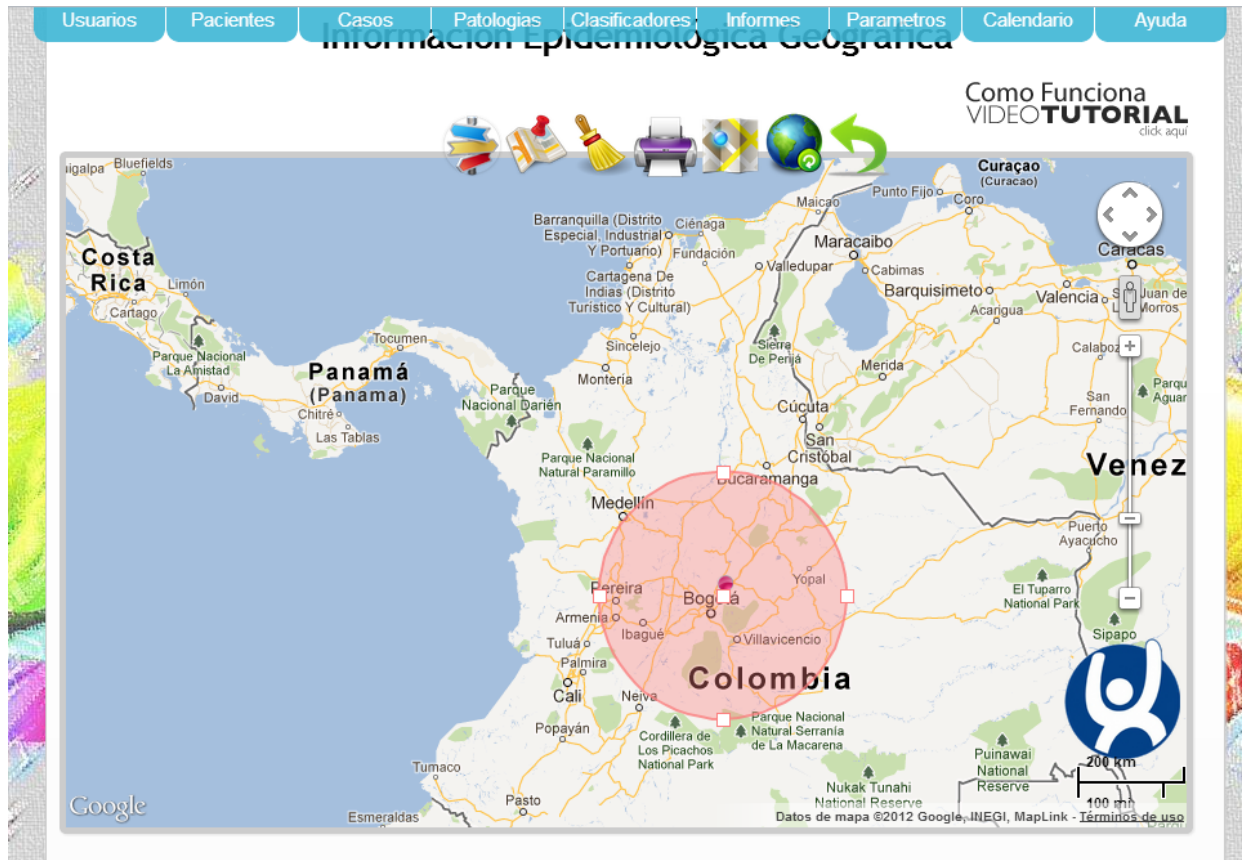 Usuarios
Pacientes
Casos
Patologias
Clasificadores
Informes
Parametros
Calendario
Ayuda
Información Epidemiológica Geográfica
Como Funciona
VIDEOTUTORIAL
click aquí
igalpa
Bluefields
Costa
Rica
Limón
Cartago
Parque Nacional
La Amistad
David
Tocumen
Panamá
(Panama)
Chitré
Las Tablas
Parque
Nacional Darién
Curaçao
(Curacao)
Punto Fijo
Coro
Maicao
Barranquilla (Distrito
Especial, Industrial
Y Portuario)
Ciénaga
Fundación
Maracaibo
Caracas
Valledupar
Cabimas
Cartagena De
Indias (Distrito
Turistico Y Cultural)
Barquisimeto
Valencia
Juan de
Morros
Acarigua
Sincelejo
Sierra
De Perijá
Calaboz
Montería
Merida
Parqu
Aguar
San
Fernando
Cúcuta
San
Cristóbal
Parque Nacional
Natural Paramillo
Bucaramanga
Venez
Medellín
Puerto
Ayacucho
Pereira
Yopal
El Tuparro
National Park
Bogotá
Armenia
Ibagué
Villavicencio
Sipapo
Tuluá
Palmira
Cali
Colombia
Neiva
Popayán
Cordillera de
Los Picachos
National Park
Parque Nacional
Natural Serranía
de La Macarena
Puinawai
National
Reserve
Tumaco
Nukak Tunahi
National Reserve
Pasto
Esmeraldas
Google
200 km
100 mi
Datos de mapa ©2012 Google, INEGI, MapLink - Términos de uso